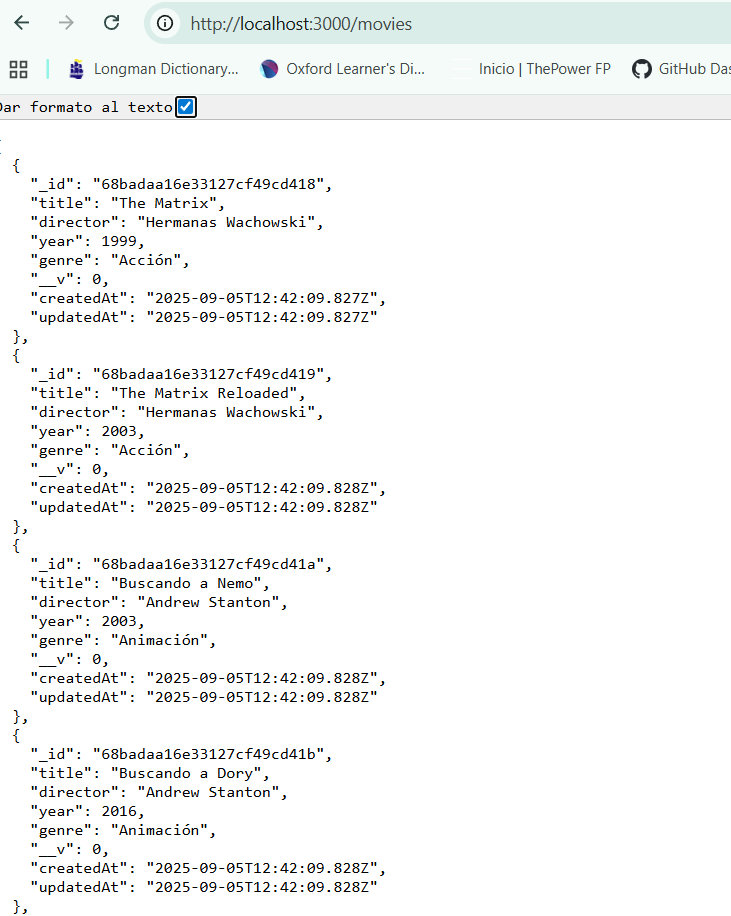 http://localhost:3000/movies
Longman Dictionary... Oxford Learner's Di... Inicio | ThePower FP GitHub Das
Dar formato al texto
[
{
"_id": "68badaa16e33127cf49cd418",
"title": "The Matrix",
"director": "Hermanas Wachowski",
"year": 1999,
"genre": "Acción",
"__v": 0,
"createdAt": "2025-09-05T12:42:09.827Z",
"updatedAt": "2025-09-05T12:42:09.827Z"
},
{
"_id": "68badaa16e33127cf49cd419",
"title": "The Matrix Reloaded",
"director": "Hermanas Wachowski",
"year": 2003,
"genre": "Acción",
"__v": 0,
"createdAt": "2025-09-05T12:42:09.828Z",
"updatedAt": "2025-09-05T12:42:09.828Z"
},
{
"_id": "68badaa16e33127cf49cd41a",
"title": "Buscando a Nemo",
"director": "Andrew Stanton",
"year": 2003,
"genre": "Animación",
"__v": 0,
"createdAt": "2025-09-05T12:42:09.828Z",
"updatedAt": "2025-09-05T12:42:09.828Z"
},
{
"_id": "68badaa16e33127cf49cd41b",
"title": "Buscando a Dory",
"director": "Andrew Stanton",
"year": 2016,
"genre": "Animación",
"__v": 0,
"createdAt": "2025-09-05T12:42:09.828Z",
"updatedAt": "2025-09-05T12:42:09.828Z"
},